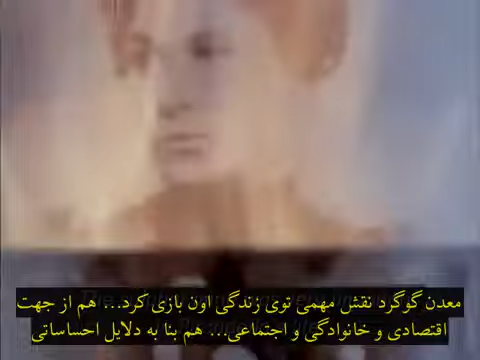 معدن گوگرد نقش مهمی توی زندگی اون بازی کرد... هم از جهت
اقتصادی و خانوادگی و اجتماعی... هم بنا به دلایل احساساتی